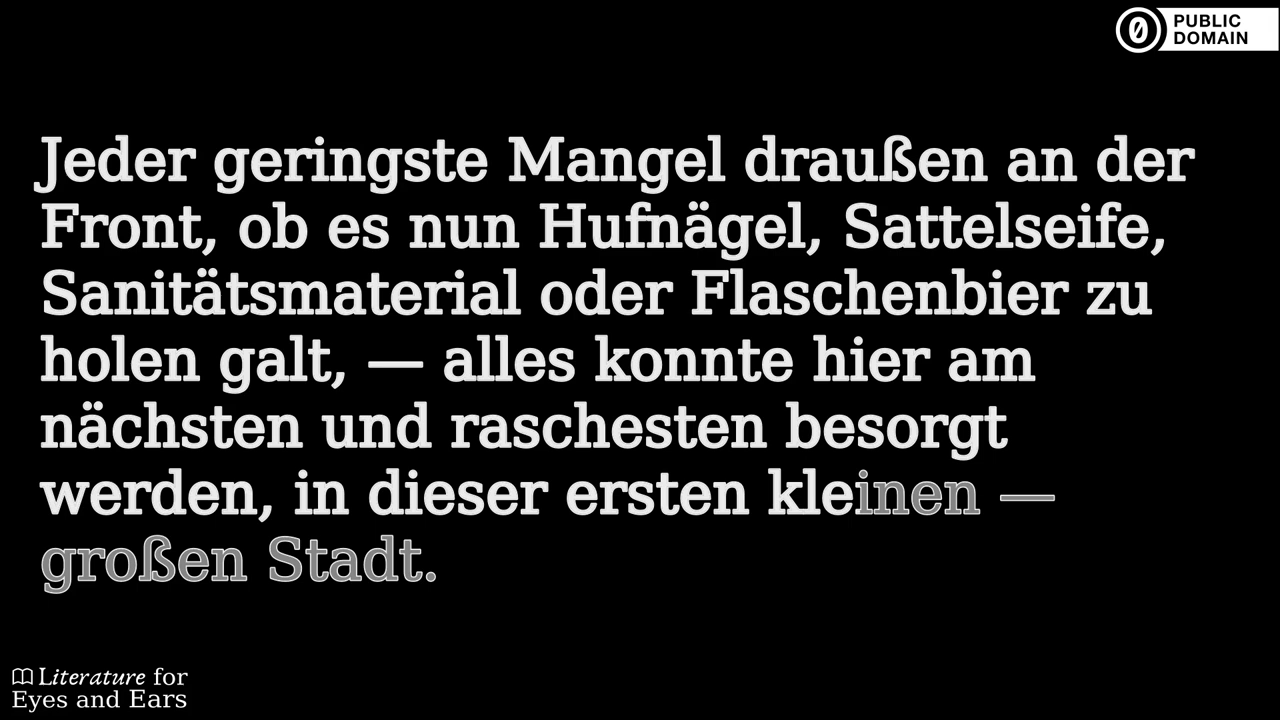 PUBLIC
DOMAIN
Jeder geringste Mangel draußen an der
Front, ob es nun Hufnägel, Sattelseife,
Sanitätsmaterial oder Flaschenbier zu
holen galt, — alles konnte hier am
nächsten und raschesten besorgt
werden, in dieser ersten kleinen —
großen Stadt.
Literature for
Eyes and Ears